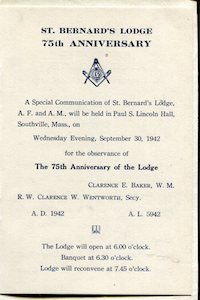 ST. BERNARD'S LODGE
75th ANNIVERSARY
A Special Communication of St. Bernard's Lodge,
A. F. and A. M., will be held in Paul S. Lincoln Hall,
Southville, Mass., on
Wednesday Evening, September 30, 1942
for the observance of
The 75th Anniversary of the Lodge
CLARENCE E. BAKER, W. M.
R. W. CLARENCE W. WENTWORTH, Secy.
A. D. 1942 A. L. 5942
The Lodge will open at 6.00 o'clock.
Banquet at 6.30 o'clock.
Lodge will reconvene at 7.45 o'clock.